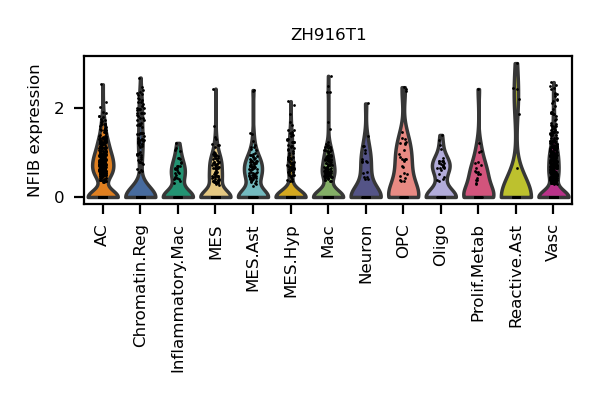 ZH916T1
NFIB expression
2
0
AC
Chromatin.Reg
Inflammatory.Mac
MES
MES.Ast
MES.Hyp
Mac
Neuron
OPC
Oligo
Prolif.Metab
Reactive.Ast
Vasc